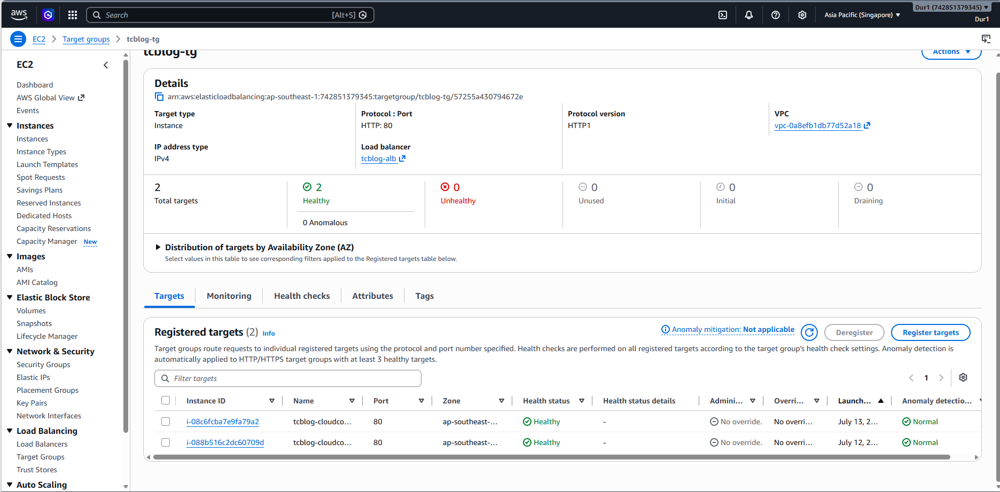 aws
Search [Alt+S]
Asia Pacific (Singapore)
Dur1 (742851379345)
Dur1
EC2 Target groups tcblog-tg
EC2
Dashboard
AWS Global View
Events
Instances
Instances
Instance Types
Launch Templates
Spot Requests
Savings Plans
Reserved Instances
Dedicated Hosts
Capacity Reservations
Capacity Manager New
Images
AMIs
AMI Catalog
Elastic Block Store
Volumes
Snapshots
Lifecycle Manager
Network & Security
Security Groups
Elastic IPs
Placement Groups
Key Pairs
Network Interfaces
Load Balancing
Load Balancers
Target Groups
Trust Stores
Auto Scaling
tcblog-tg
Actions
Details
arn:aws:elasticloadbalancing:ap-southeast-1:742851379345:targetgroup/tcblog-tg/57255a430794672e
Target type
Instance
Protocol : Port
HTTP: 80
Protocol version
HTTP1
VPC
vpc-0a8efb1db77d52a18
IP address type
IPv4
Load balancer
tcblog-alb
2
Total targets
2
Healthy
0 Anomalous
0
Unhealthy
0
Unused
0
Initial
0
Draining
Distribution of targets by Availability Zone (AZ)
Select values in this table to see corresponding filters applied to the Registered targets table below.
Targets Monitoring Health checks Attributes Tags
Registered targets (2) Info
Anomaly mitigation: Not applicable
Deregister
Register targets
Target groups route requests to individual registered targets using the protocol and port number specified. Health checks are performed on all registered targets according to the target group's health check settings. Anomaly detection is
automatically applied to HTTP/HTTPS target groups with at least 3 healthy targets.
Filter targets
1
Instance ID Name Port Zone Health status Health status details Admini... Overri... Launch... Anomaly detectio...
i-08c6fcba7e9fa79a2 tcblog-cloudco... 80 ap-southeast-... Healthy - No override. No overri... July 13, 2... Normal
i-088b516c2dc60709d tcblog-cloudco... 80 ap-southeast-... Healthy - No override. No overri... July 12, 2... Normal